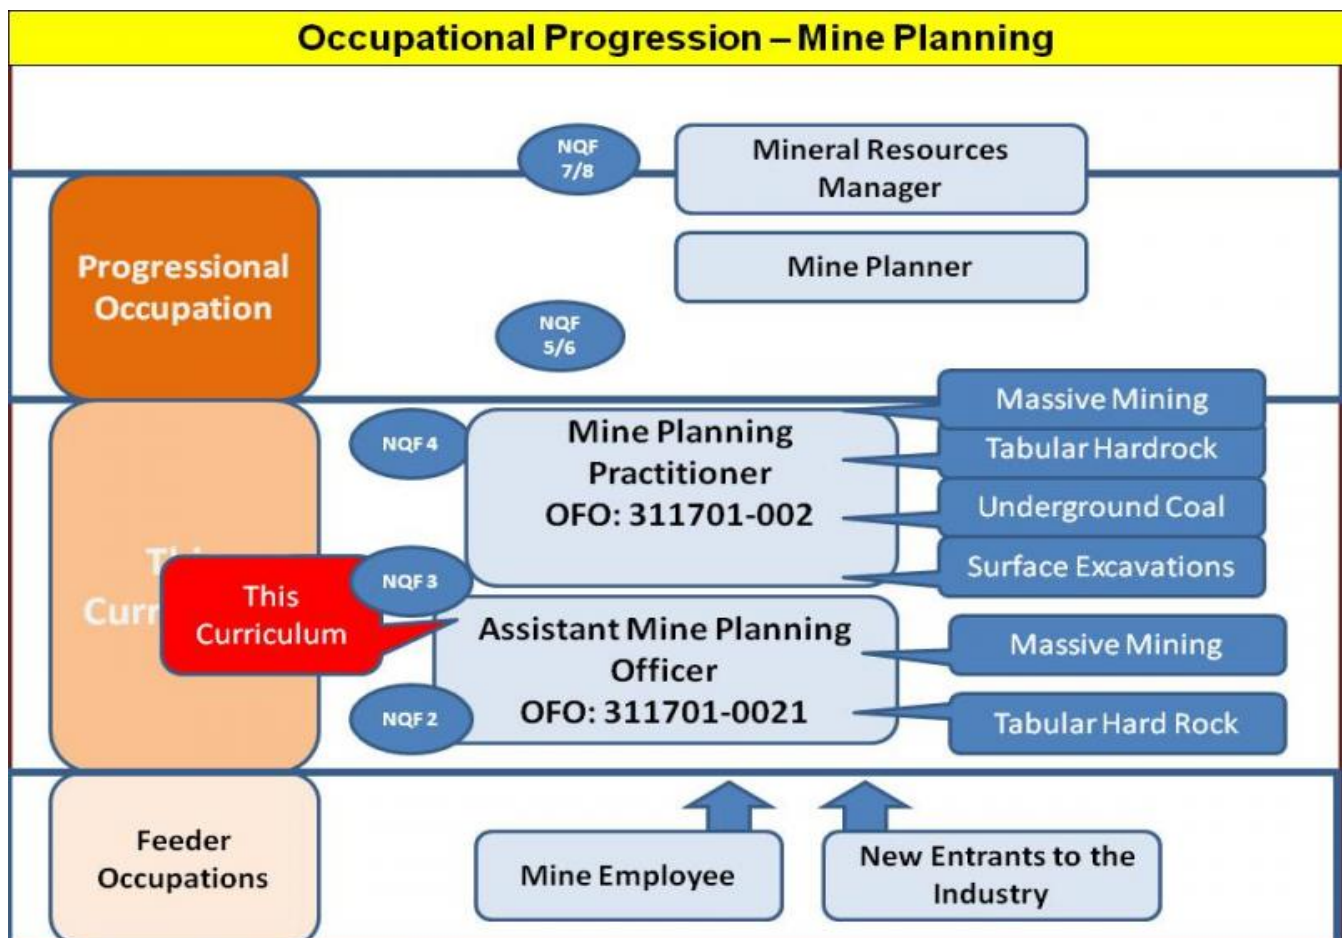 Occupational Progression – Mine Planning
NQF
7/8
Mineral Resources
Manager
Progressional
Occupation
Mine Planner
NQF
5/6
NQF 4
Mine Planning
Practitioner
OFO: 311701-002
Massive Mining
Tabular Hardrock
Underground Coal
Surface Excavations
This
Curriculum
NQF 3
Assistant Mine Planning
Officer
OFO: 311701-0021
NQF 2
Massive Mining
Tabular Hard Rock
Feeder
Occupations
Mine Employee
New Entrants to the
Industry